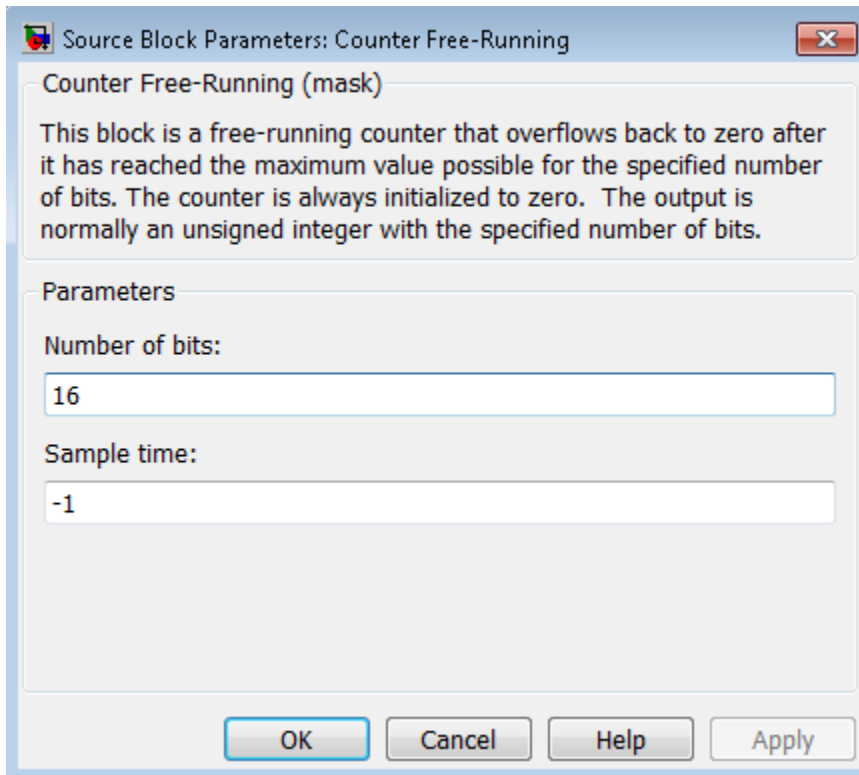 Source Block Parameters: Counter Free-Running
Counter Free-Running (mask)
This block is a free-running counter that overflows back to zero after
it has reached the maximum value possible for the specified number
of bits. The counter is always initialized to zero.  The output is
normally an unsigned integer with the specified number of bits.
Parameters
Number of bits:
16
Sample time:
-1
OK Cancel Help Apply